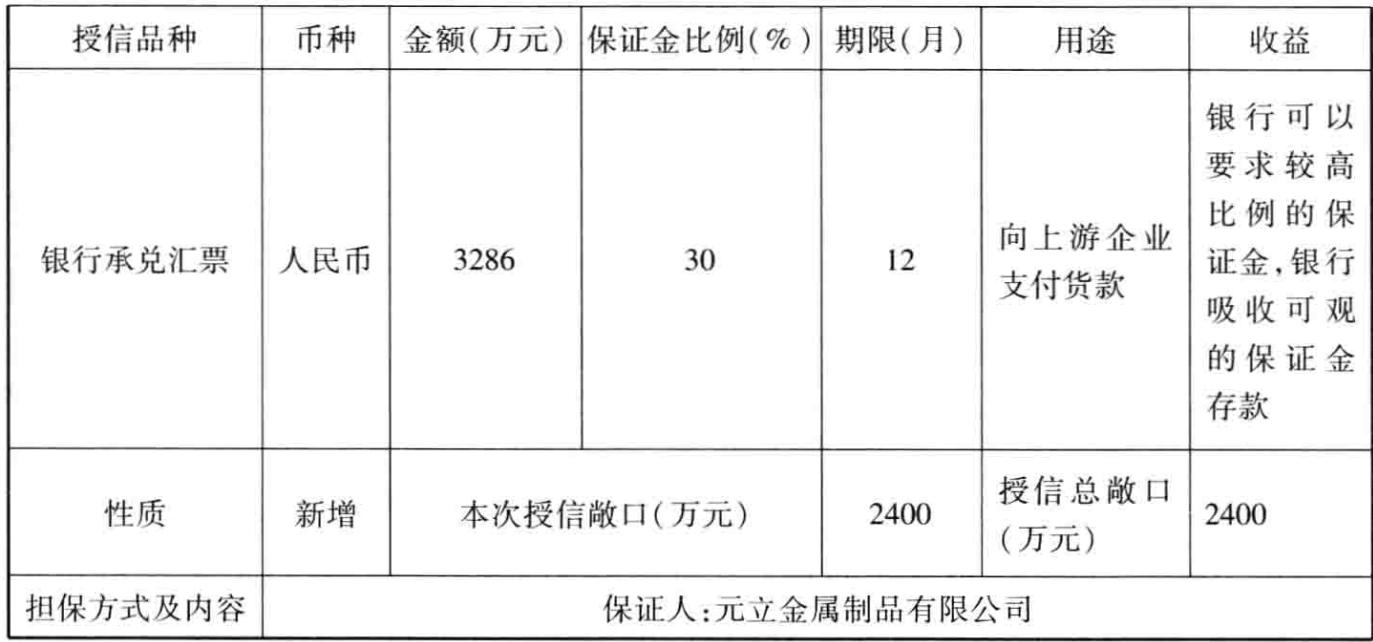 授信品种 币种 金额(万元) 保证金比例(%) 期限(月) 用途 收益
银行承兑汇票 人民币 3286 30 12 向上游企业
支付货款
银行可以
要求较高
比例的保
证金,银行
吸收可观
的保证金
存款
性质 新增 本次授信敞口(万元) 2400 授信总敞口
(万元)
2400
担保方式及内容 保证人:元立金属制品有限公司